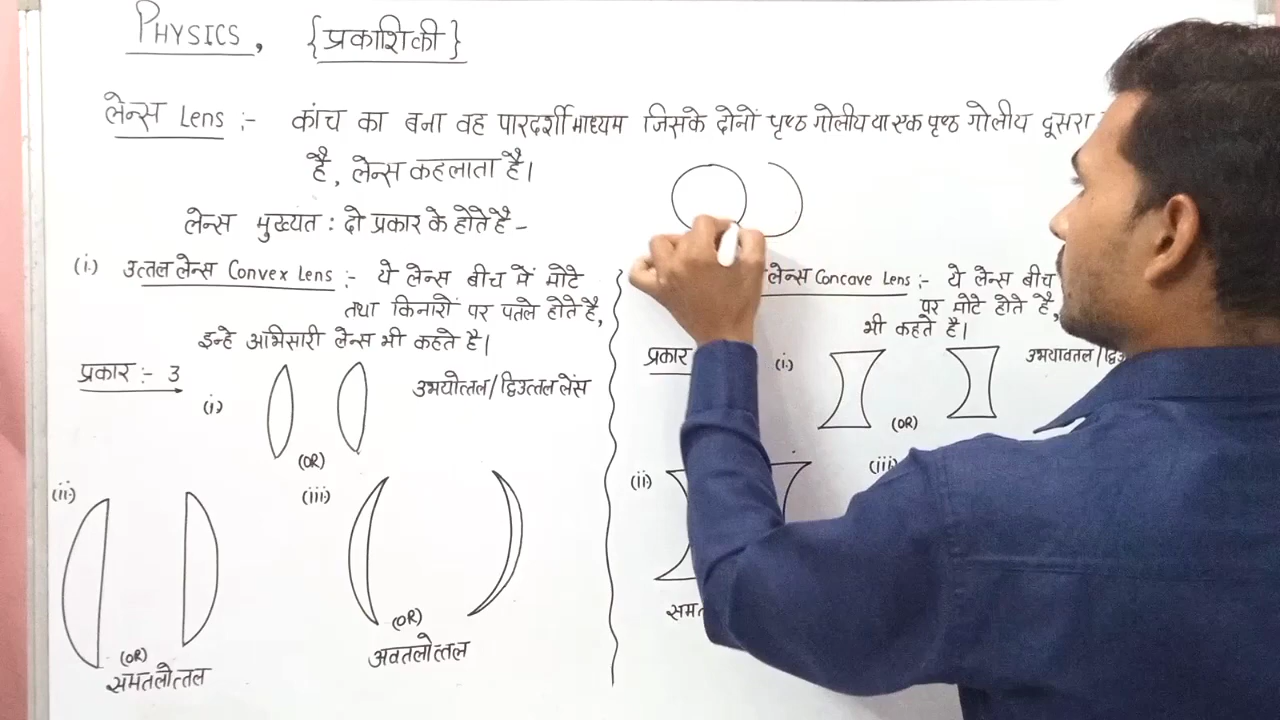 PHYSICS, {प्रकाशिकी}
लेन्स Lens :- कांच का बना वह पारदर्शी माध्यम जिसके दोनों पृष्ठ गोलीय या एक पृष्ठ गोलीय दूसरा
है, लेन्स कहलाता है।
लेन्स मुख्यत: दो प्रकार के होते है -
(i.) उत्तल लेन्स Convex Lens :- ये लेन्स बीच में मोटे
तथा किनारों पर पतले होते है,
इन्हे अभिसारी लेन्स भी कहते है।
प्रकार :- 3
(i) (OR) उभयोत्तल/द्विउत्तल लेंस
(ii) (OR)
समतलोत्तल
(iii) (OR)
अवतलोत्तल
लेन्स Concave Lens :- ये लेन्स बीच
पर मोटे होते है,
भी कहते है।
प्रकार
(i.) (OR) उभयावतल/
(ii)
(iii)